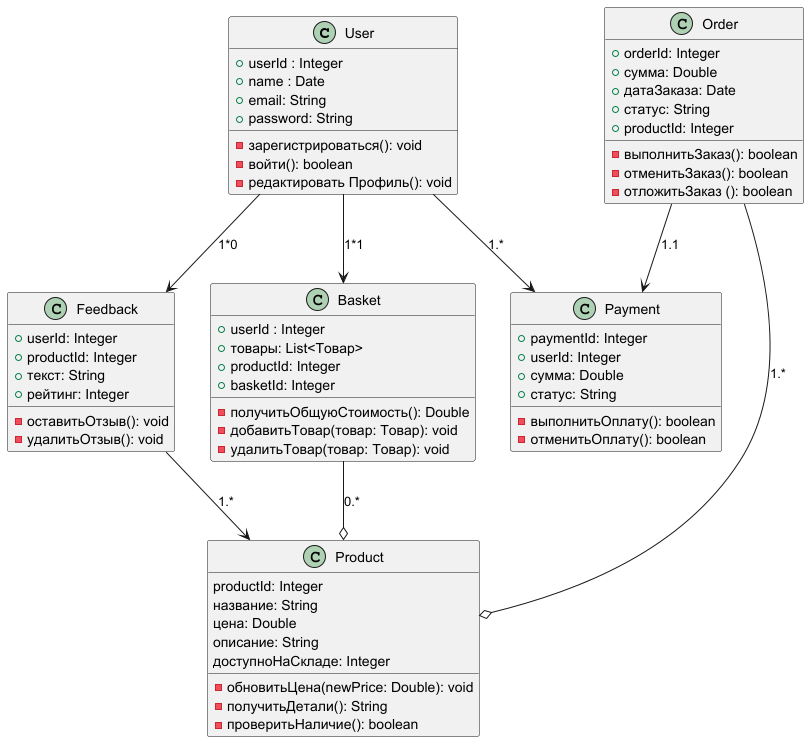 C User
userId : Integer
name : Date
email: String
password: String
зарегистрироваться(): void
войти(): boolean
редактировать Профиль(): void
C Order
orderId: Integer
сумма: Double
датаЗаказа: Date
статус: String
productId: Integer
выполнитьЗаказ(): boolean
отменитьЗаказ(): boolean
отложитьЗаказ (): boolean
1*0
1*1
1.*
1.1
C Feedback
userId: Integer
productId: Integer
текст: String
рейтинг: Integer
оставитьОтзыв(): void
удалитьОтзыв(): void
C Basket
userId : Integer
товары: List<Товар>
productId: Integer
basketId: Integer
получитьОбщуюСтоимость(): Double
добавитьТовар(товар: Товар): void
удалитьТовар(товар: Товар): void
C Payment
paymentId: Integer
userId: Integer
сумма: Double
статус: String
выполнитьОплату(): boolean
отменитьОплату(): boolean
1.*
1.*
0.*
C Product
productId: Integer
название: String
цена: Double
описание: String
доступноНаСкладе: Integer
обновитьЦена(newPrice: Double): void
получитьДетали(): String
проверитьНаличие(): boolean